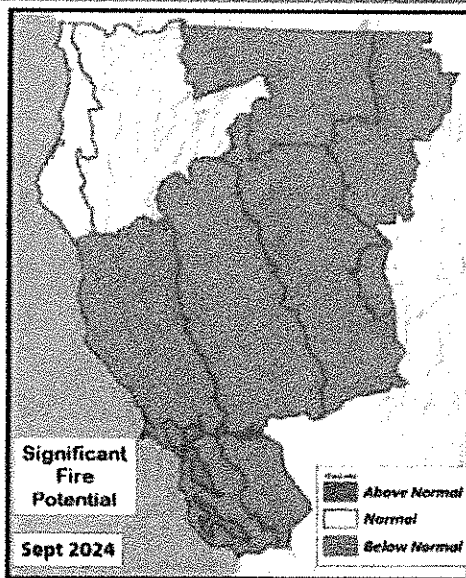 Significant
Fire
Potential
Sept 2024
Above Normal
Normal
Below Normal